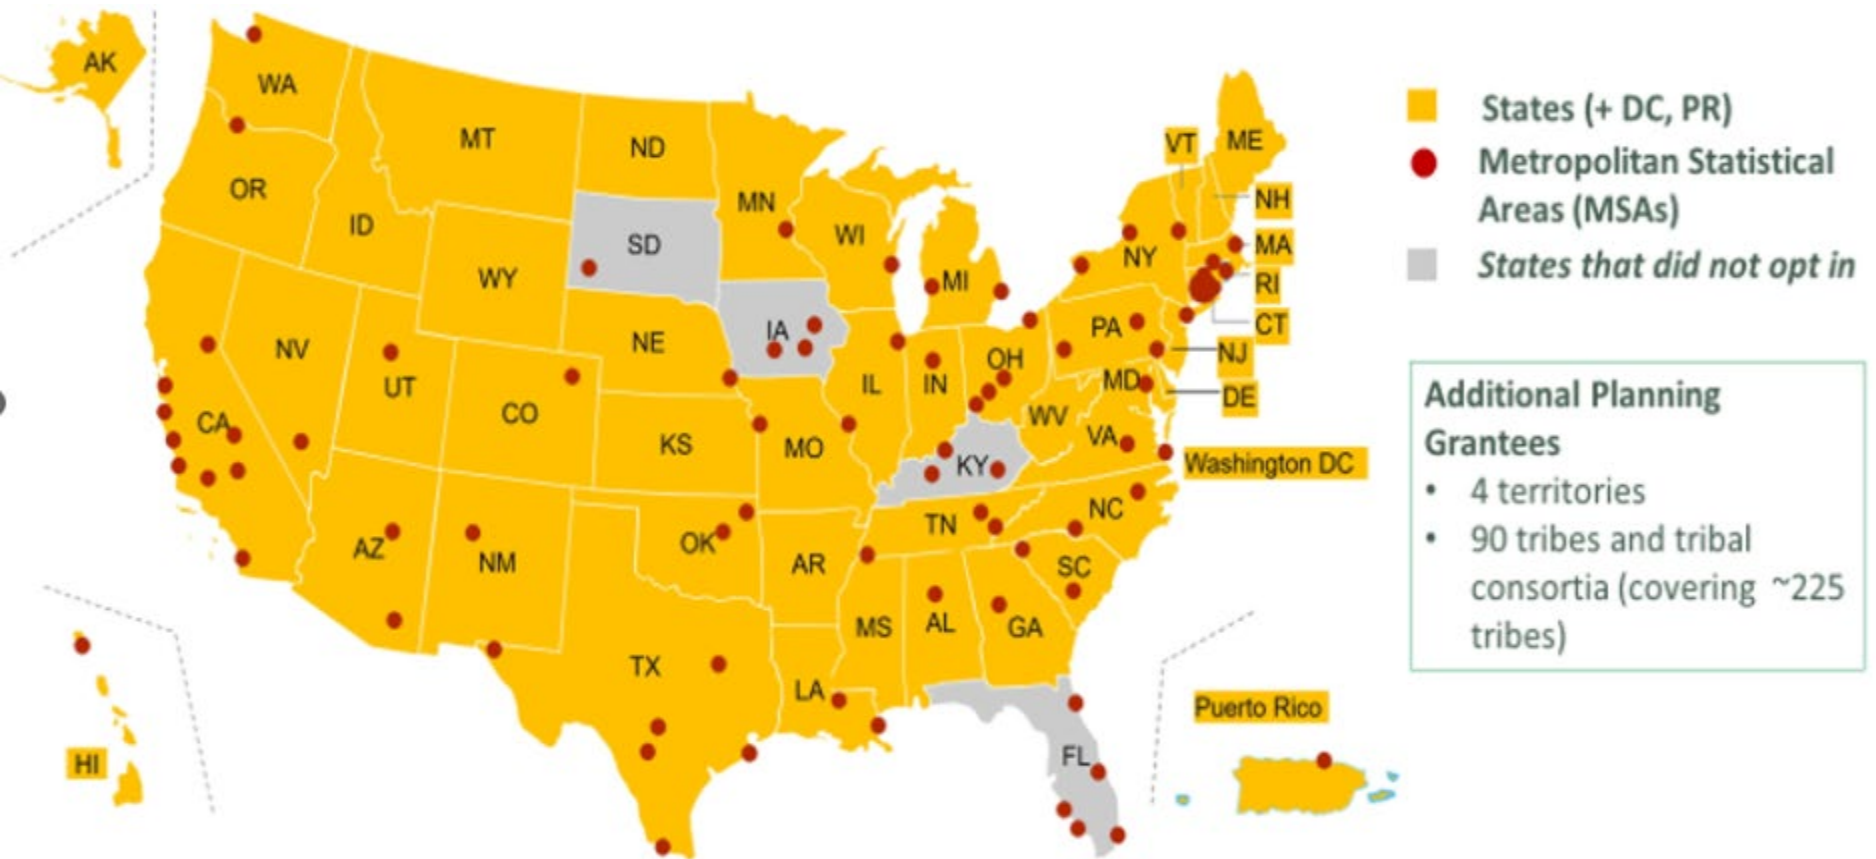 AK
WA
MT
ND
VT
ME
OR
ID
MN
NH
SD
WI
NY
MA
WY
MI
RI
IA
PA
CT
NV
NE
OH
NJ
UT
IL
IN
MD
DE
CA
CO
WV
KS
MO
VA
KY
Washington DC
TN
NC
AZ
NM
OK
AR
SC
MS
AL
GA
TX
LA
Puerto Rico
FL
HI
States (+ DC, PR)
Metropolitan Statistical
Areas (MSAs)
States that did not opt in
Additional Planning
Grantees
• 4 territories
• 90 tribes and tribal
consortia (covering ~225
tribes)